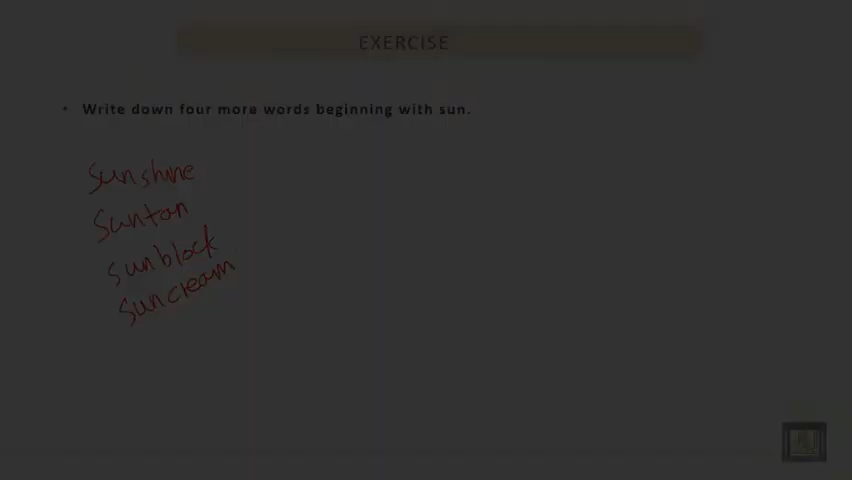 EXERCISE
• Write down four more words beginning with sun.
sunshine
suntan
sunblock
suncream